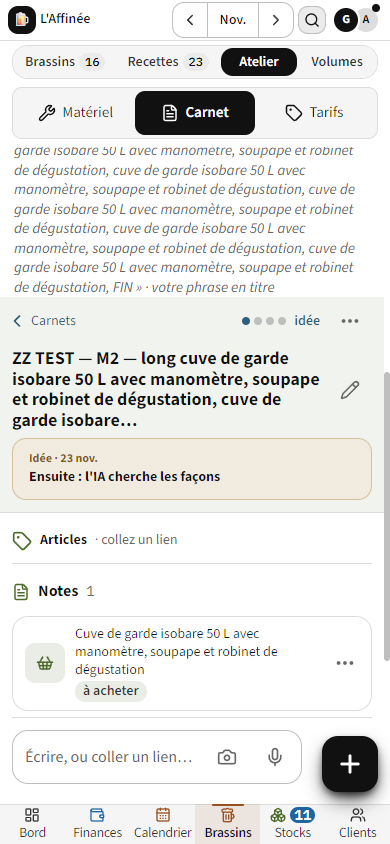 L'Affinée
Nov.
G
A
Brassins 16
Recettes 23
Atelier
Volumes
Matériel
Carnet
Tarifs
garde isobare 50 L avec manomètre, soupape et robinet
de dégustation, cuve de garde isobare 50 L avec
manomètre, soupape et robinet de dégustation, cuve de
garde isobare 50 L avec manomètre, soupape et robinet
de dégustation, cuve de garde isobare 50 L avec
manomètre, soupape et robinet de dégustation, cuve de
garde isobare 50 L avec manomètre, soupape et robinet
de dégustation, FIN » · votre phrase en titre
Carnets
idée
ZZ TEST — M2 — long cuve de garde
isobare 50 L avec manomètre, soupape
et robinet de dégustation, cuve de
garde isobare…
Idée · 23 nov.
Ensuite : l'IA cherche les façons
Articles · collez un lien
Notes 1
Cuve de garde isobare 50 L avec
manomètre, soupape et robinet de
dégustation
à acheter
Écrire, ou coller un lien…
Bord
Finances
Calendrier
Brassins
11
Stocks
Clients